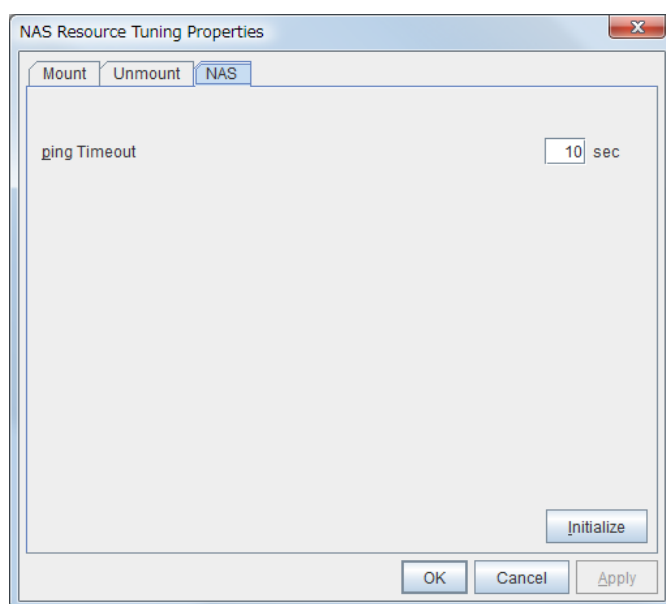 NAS Resource Tuning Properties
Mount Unmount NAS
ping Timeout 10 sec
Initialize
OK Cancel Apply